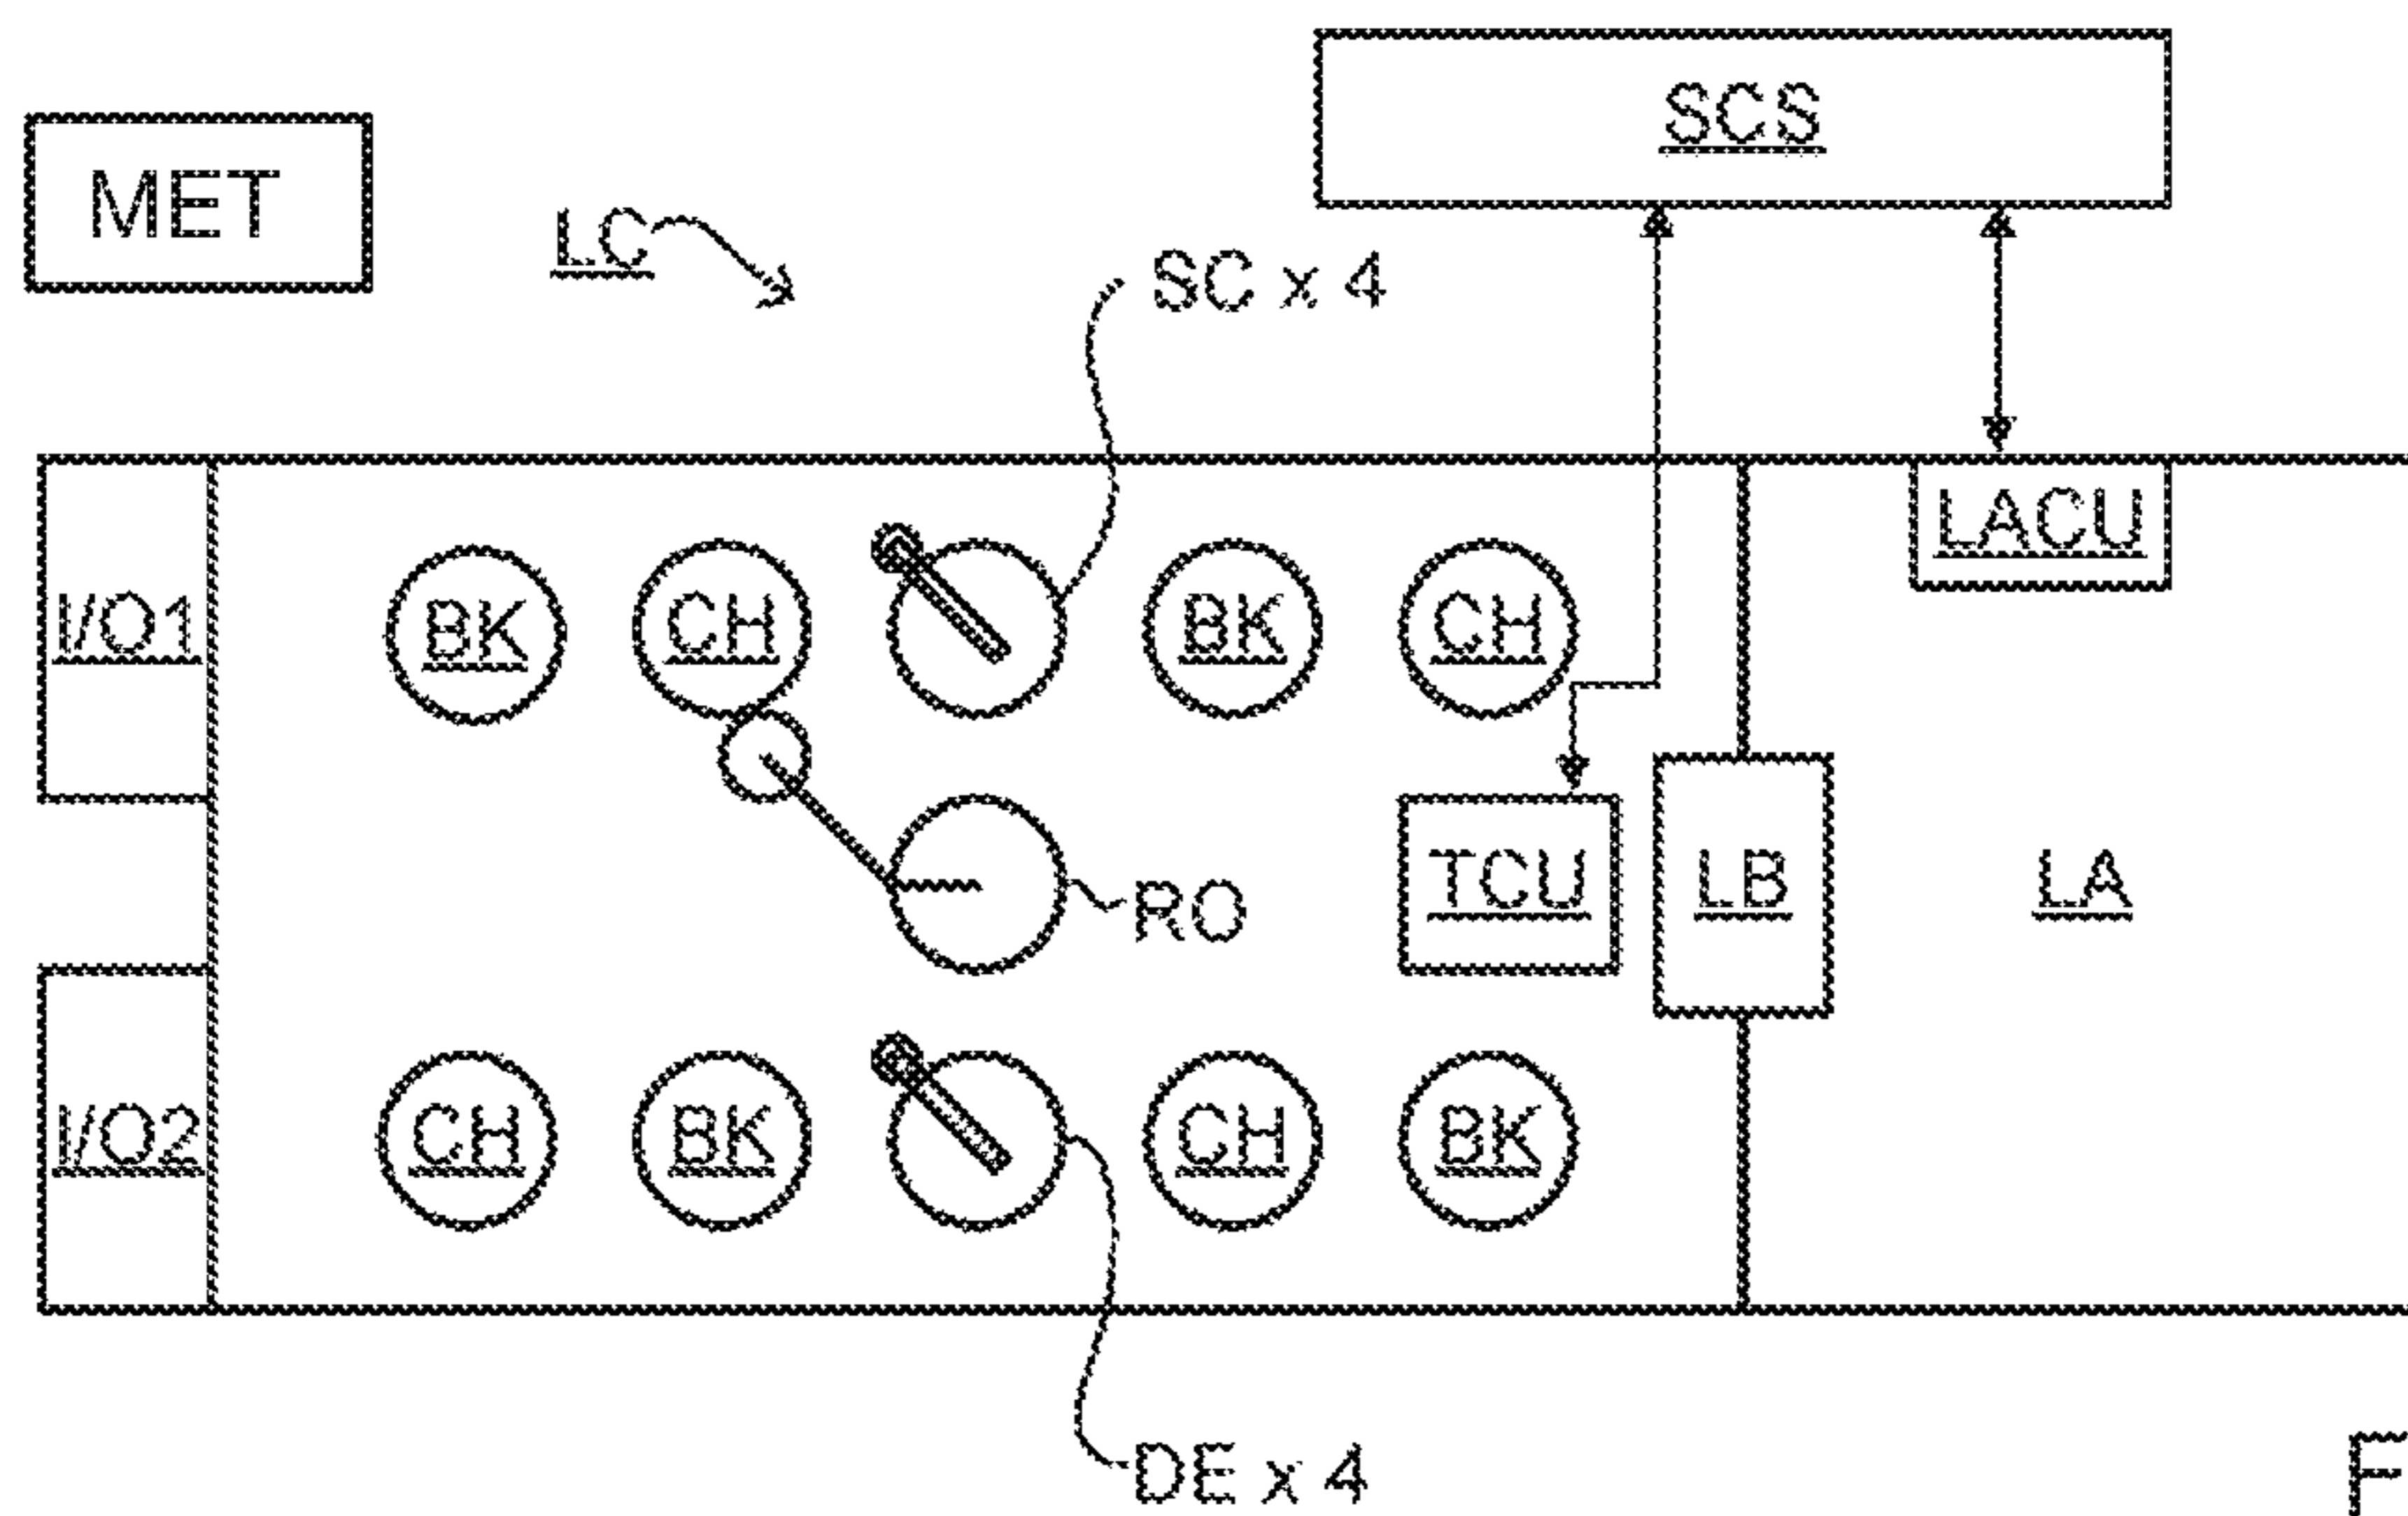 SCS
MET
LC
SC x 4
LACU
I/O1
BK
CH
BK
CH
TCU
LB
LA
RO
I/O2
CH
BK
CH
BK
DE x 4
F